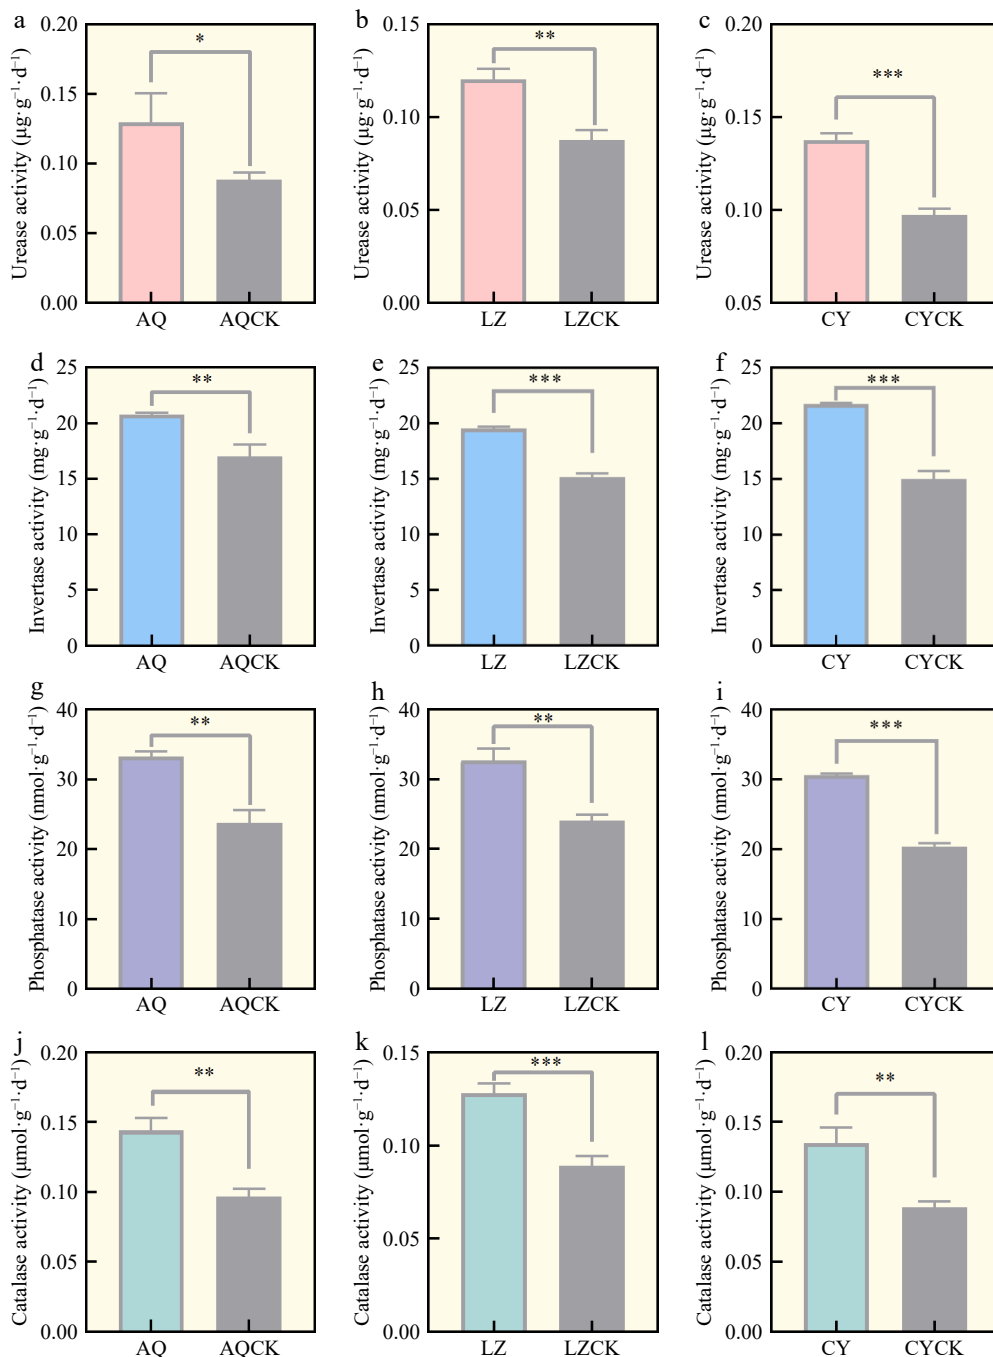 a
Urease activity (μg·g⁻¹·d⁻¹)
0.20
0.15
0.10
0.05
0.00
*
AQ AQCK
b
Urease activity (μg·g⁻¹·d⁻¹)
0.15
0.10
0.05
0.00
**
LZ LZCK
c
Urease activity (μg·g⁻¹·d⁻¹)
0.20
0.15
0.10
0.05
***
CY CYCK
d
Invertase activity (mg·g⁻¹·d⁻¹)
25
20
15
10
5
0
**
AQ AQCK
e
Invertase activity (mg·g⁻¹·d⁻¹)
25
20
15
10
5
0
***
LZ LZCK
f
Invertase activity (mg·g⁻¹·d⁻¹)
25
20
15
10
5
0
***
CY CYCK
g
Phosphatase activity (nmol·g⁻¹·d⁻¹)
40
30
20
10
0
**
AQ AQCK
h
Phosphatase activity (nmol·g⁻¹·d⁻¹)
40
30
20
10
0
**
LZ LZCK
i
Phosphatase activity (nmol·g⁻¹·d⁻¹)
40
30
20
10
0
***
CY CYCK
j
Catalase activity (μmol·g⁻¹·d⁻¹)
0.20
0.15
0.10
0.05
0.00
**
AQ AQCK
k
Catalase activity (μmol·g⁻¹·d⁻¹)
0.15
0.10
0.05
0.00
***
LZ LZCK
l
Catalase activity (μmol·g⁻¹·d⁻¹)
0.20
0.15
0.10
0.05
0.00
**
CY CYCK